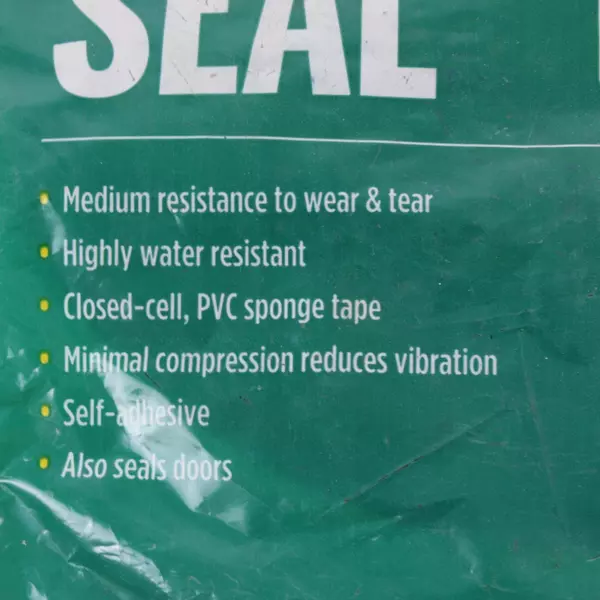 SEAL
• Medium resistance to wear & tear
• Highly water resistant
• Closed-cell, PVC sponge tape
• Minimal compression reduces vibration
• Self-adhesive
• Also seals doors